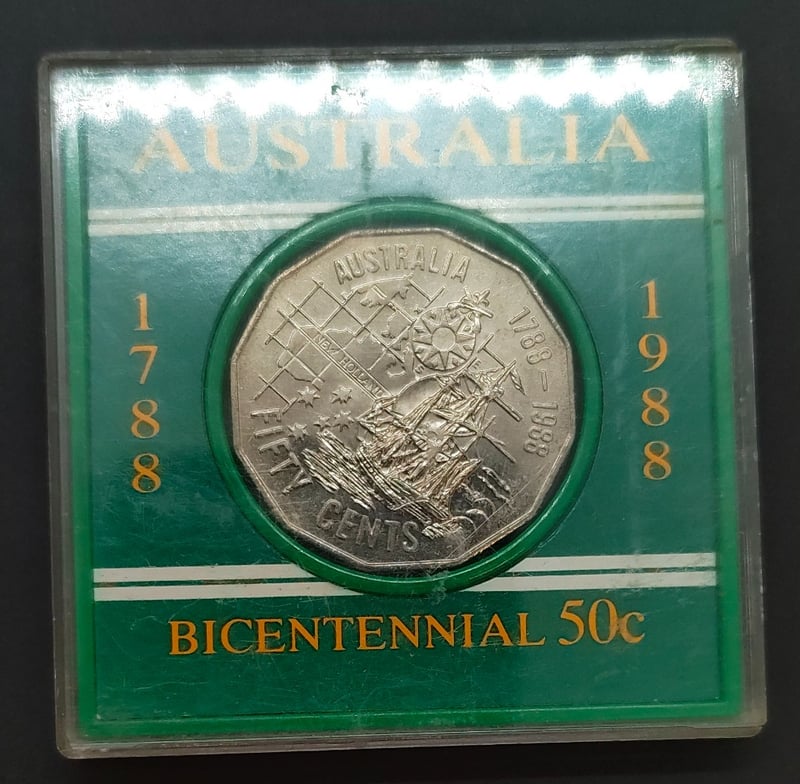 AUSTRALIA
1788
1988
AUSTRALIA
1788-1988
NEW HOLLAND
FIFTY CENTS
BICENTENNIAL 50c